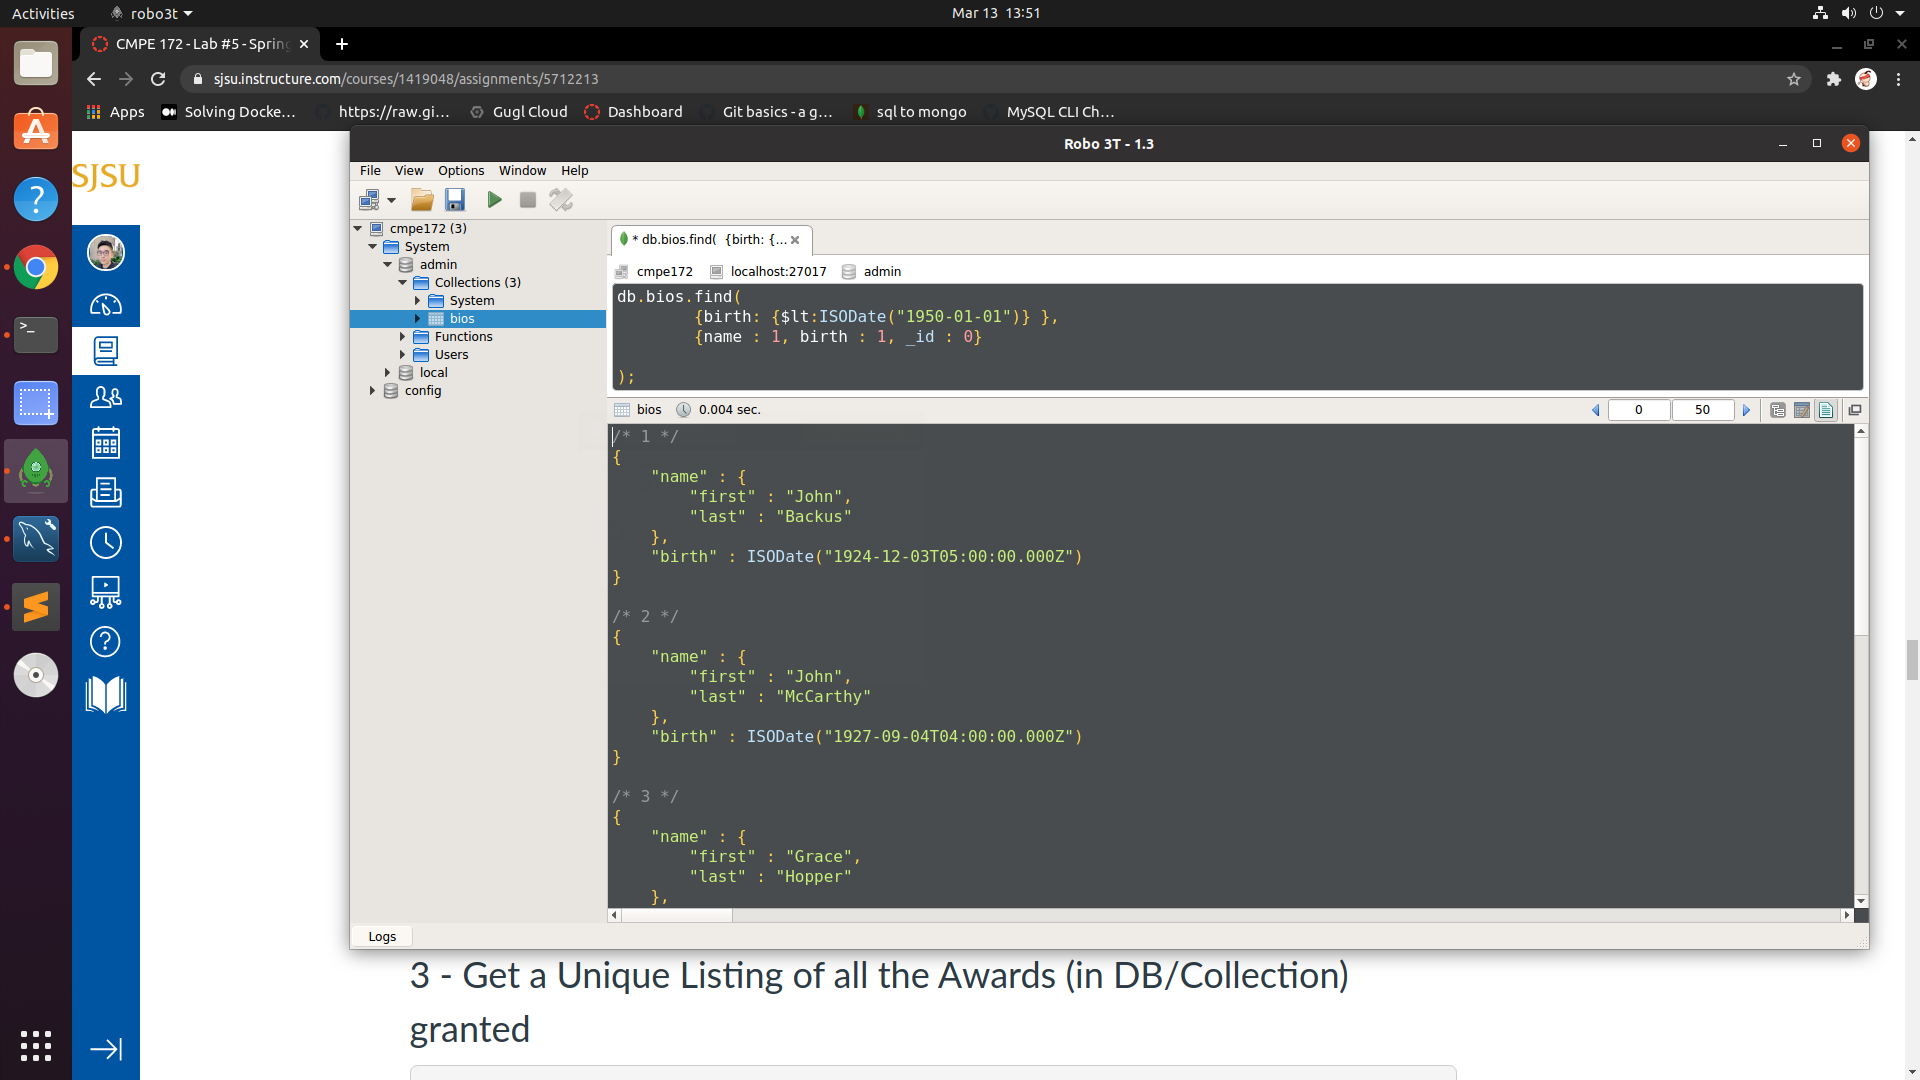 Activities
robo3t
Mar 13 13:51
CMPE 172 - Lab #5 - Spring
sjsu.instructure.com/courses/1419048/assignments/5712213
Apps
Solving Docke...
https://raw.gi...
Gugl Cloud
Dashboard
Git basics - a g...
sql to mongo
MySQL CLI Ch...
SJSU
Robo 3T - 1.3
File View Options Window Help
cmpe172 (3)
System
admin
Collections (3)
System
bios
Functions
Users
local
config
* db.bios.find( {birth: {...
cmpe172
localhost:27017
admin
db.bios.find(
{birth: {$lt:ISODate("1950-01-01")} },
{name : 1, birth : 1, _id : 0}
);
bios
0.004 sec.
0
50
/* 1 */
{
"name" : {
"first" : "John",
"last" : "Backus"
},
"birth" : ISODate("1924-12-03T05:00:00.000Z")
}
/* 2 */
{
"name" : {
"first" : "John",
"last" : "McCarthy"
},
"birth" : ISODate("1927-09-04T04:00:00.000Z")
}
/* 3 */
{
"name" : {
"first" : "Grace",
"last" : "Hopper"
},
Logs
3 - Get a Unique Listing of all the Awards (in DB/Collection)
granted